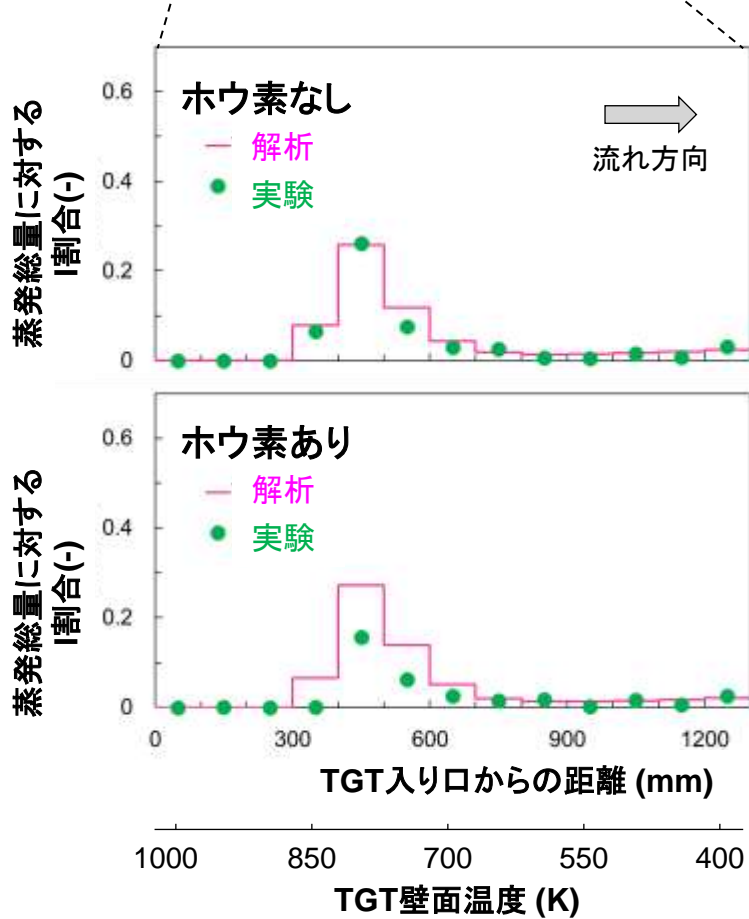 ホウ素なし
解析
実験
流れ方向
蒸発総量に対する
I割合(-)
0.6
0.4
0.2
0
ホウ素あり
解析
実験
蒸発総量に対する
I割合(-)
0.6
0.4
0.2
0
0 300 600 900 1200
TGT入り口からの距離 (mm)
1000 850 700 550 400
TGT壁面温度 (K)